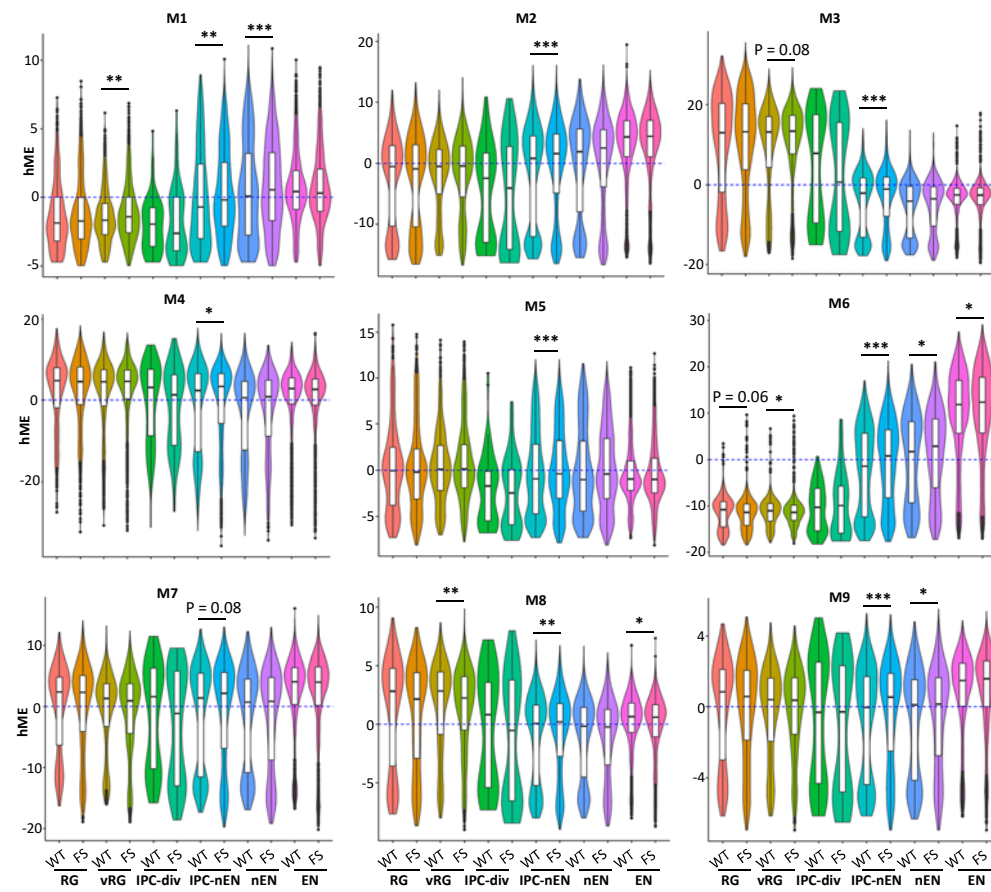 M1
M2
M3
hME
10
5
0
-5
**
**
***
20
10
0
-10
***
20
0
-20
P = 0.08
***
M4
M5
M6
hME
20
0
-20
*
15
10
5
0
-5
***
30
20
10
0
-10
-20
P = 0.06
*
***
*
*
M7
M8
M9
hME
10
0
-10
-20
P = 0.08
10
5
0
-5
**
**
*
4
0
-4
***
*
WT FS WT FS WT FS WT FS WT FS WT FS
RG vRG IPC-div IPC-nEN nEN EN
WT FS WT FS WT FS WT FS WT FS WT FS
RG vRG IPC-div IPC-nEN nEN EN
WT FS WT FS WT FS WT FS WT FS WT FS
RG vRG IPC-div IPC-nEN nEN EN